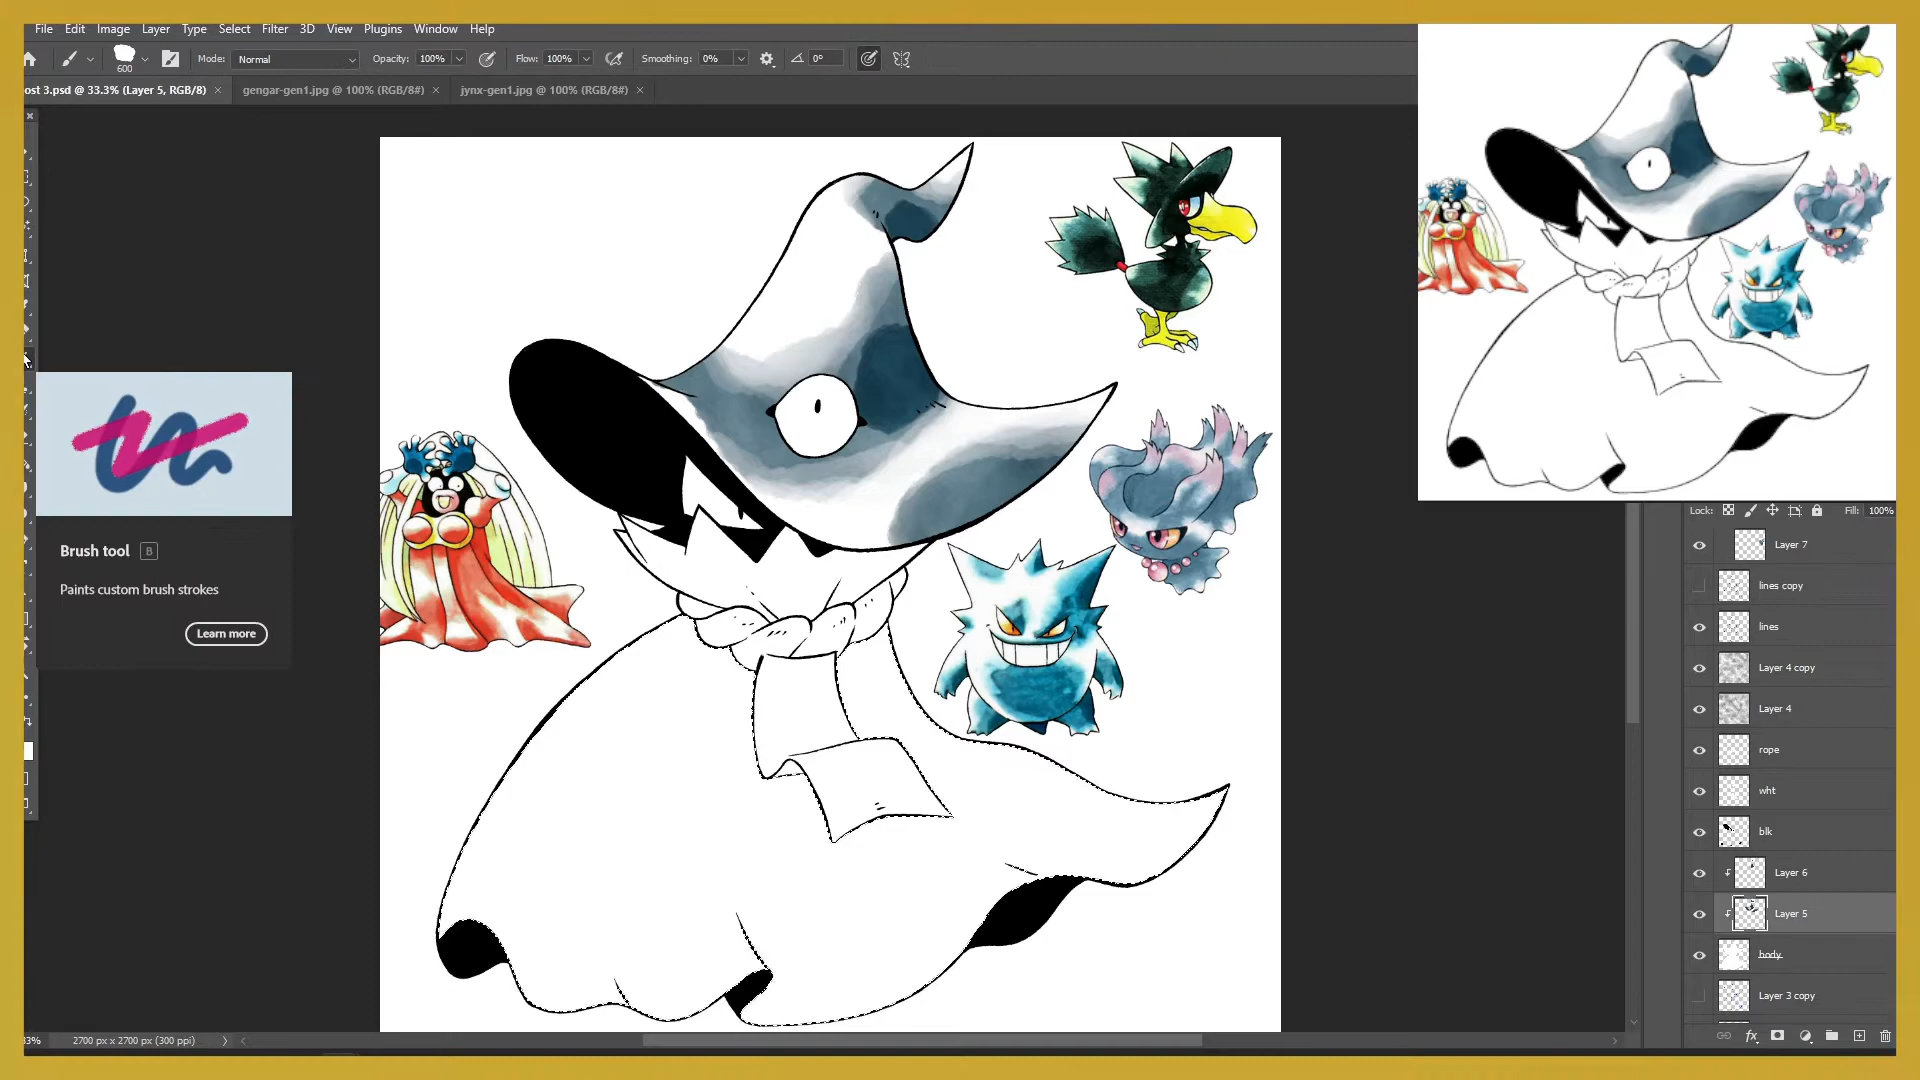 File Edit Image Layer Type Select Filter 3D View Plugins Window Help
600 Mode: Normal Opacity: 100% Flow: 100% Smoothing: 0% 0°
ost 3.psd @ 33.3% (Layer 5, RGB/8) × gengar-gen1.jpg @ 100% (RGB/8#) × jynx-gen1.jpg @ 100% (RGB/8#) ×
Brush tool B
Paints custom brush strokes
Learn more
Lock: Fill: 100%
Layer 7
lines copy
lines
Layer 4 copy
Layer 4
rope
wht
blk
Layer 6
Layer 5
body
Layer 3 copy
33% 2700 px x 2700 px (300 ppi)
fx